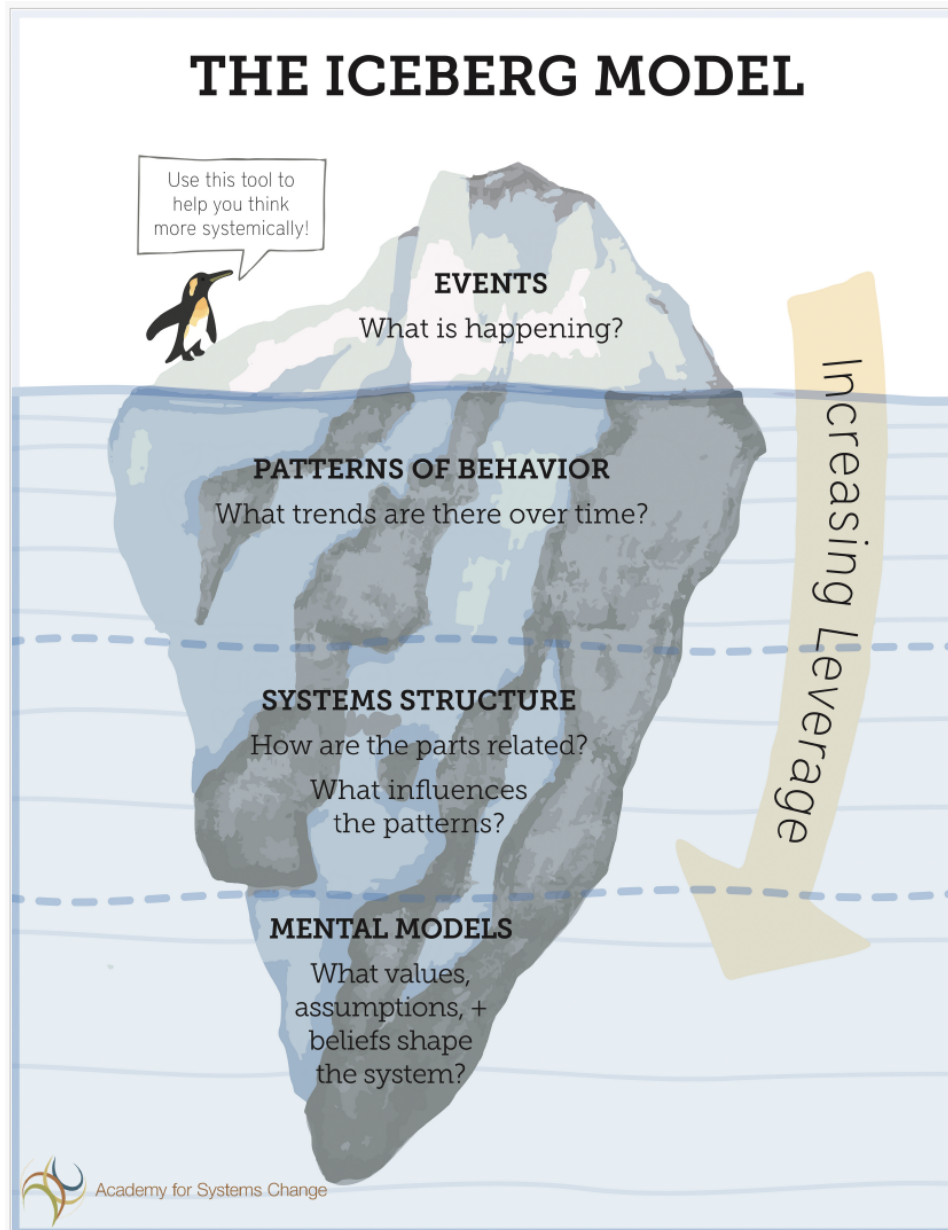 THE ICEBERG MODEL
Use this tool to
help you think
more systemically!
EVENTS
What is happening?
PATTERNS OF BEHAVIOR
What trends are there over time?
SYSTEMS STRUCTURE
How are the parts related?
What influences
the patterns?
MENTAL MODELS
What values,
assumptions, +
beliefs shape
the system?
Increasing Leverage
Academy for Systems Change